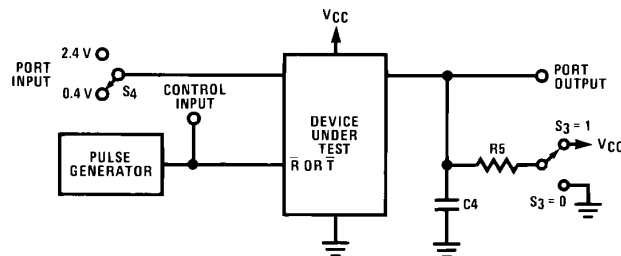 VCC
2.4 V
PORT
INPUT
0.4 V
S4
CONTROL
INPUT
PULSE
GENERATOR
DEVICE
UNDER
TEST
R̅ OR T̅
PORT
OUTPUT
R5
S3 = 1
VCC
C4
S3 = 0